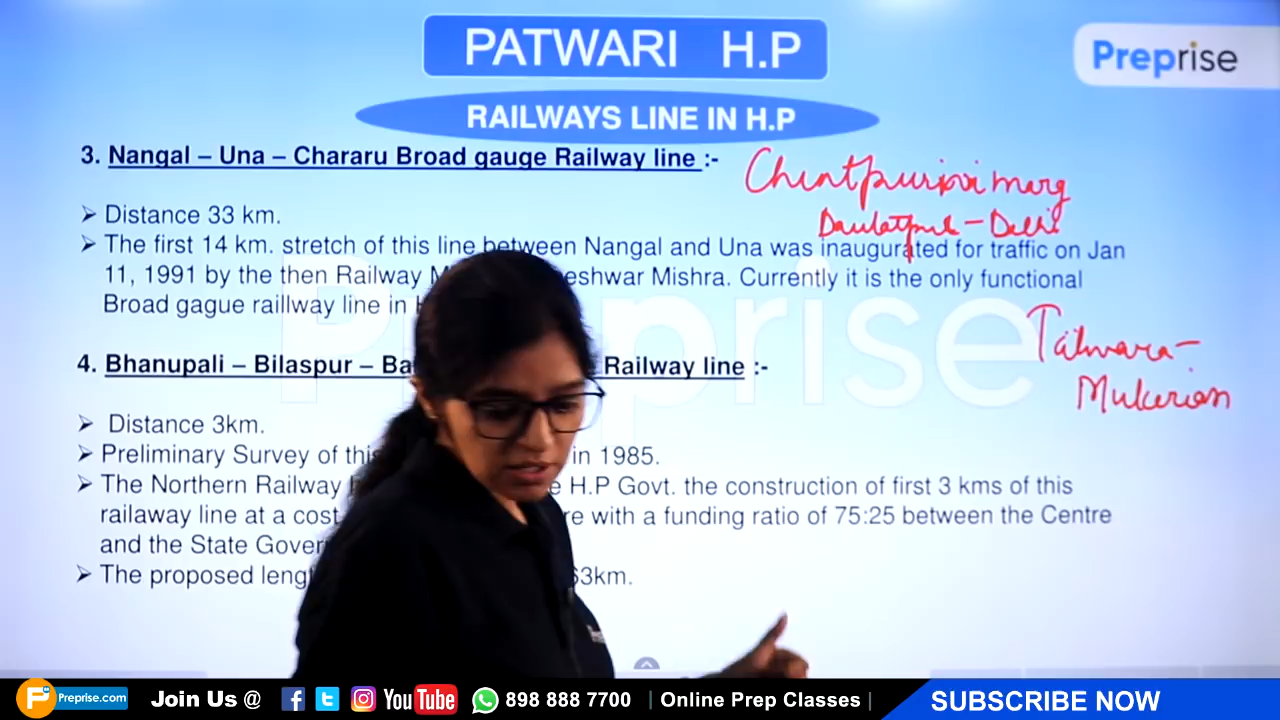 PATWARI H.P
Preprise
RAILWAYS LINE IN H.P
3. Nangal – Una – Chararu Broad gauge Railway line :-
Chintpurni marg
Daulatpur - Delhi
➤ Distance 33 km.
➤ The first 14 km. stretch of this line between Nangal and Una was inaugurated for traffic on Jan
11, 1991 by the then Railway M eshwar Mishra. Currently it is the only functional
Broad gague raillway line in
Talwara -
Mukerian
4. Bhanupali – Bilaspur – Ba Railway line :-
➤ Distance 3km.
➤ Preliminary Survey of this in 1985.
➤ The Northern Railway H.P Govt. the construction of first 3 kms of this
railaway line at a cost re with a funding ratio of 75:25 between the Centre
and the State Gover
➤ The proposed leng 63km.
Preprise
Preprise.com
Join Us @
YouTube
898 888 7700
| Online Prep Classes |
SUBSCRIBE NOW